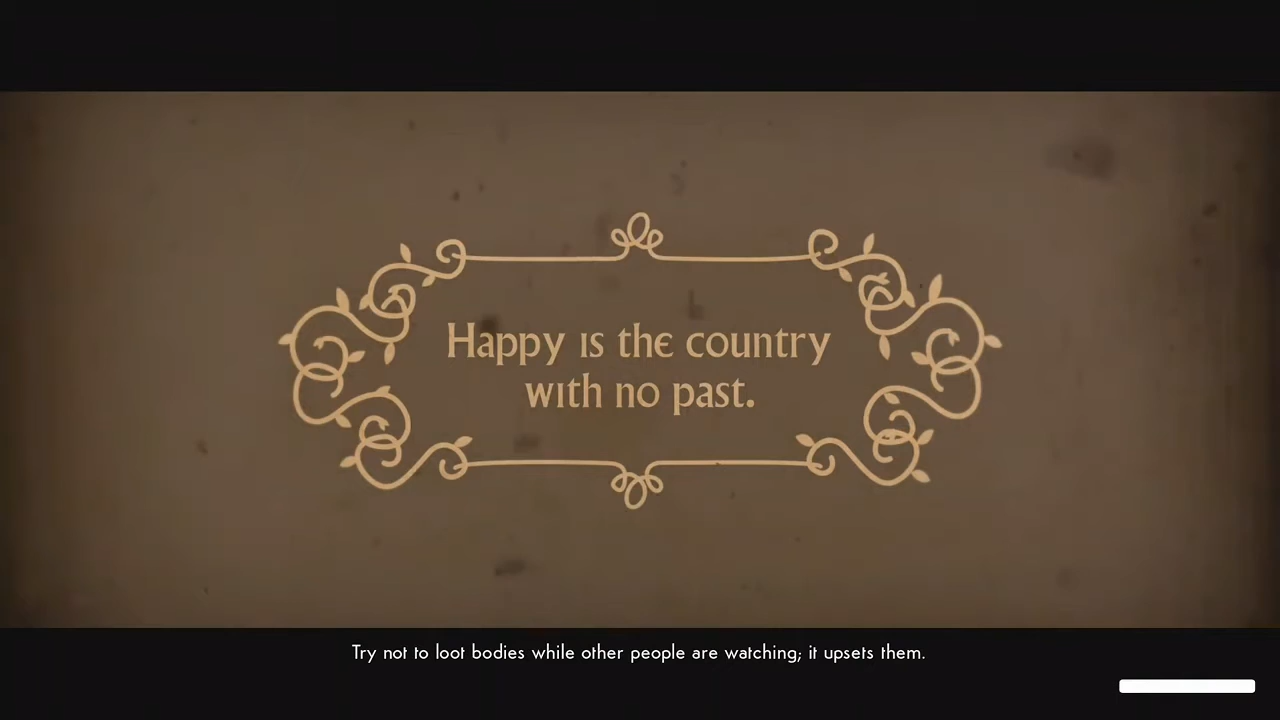 Happy is the country
with no past.
Try not to loot bodies while other people are watching; it upsets them.